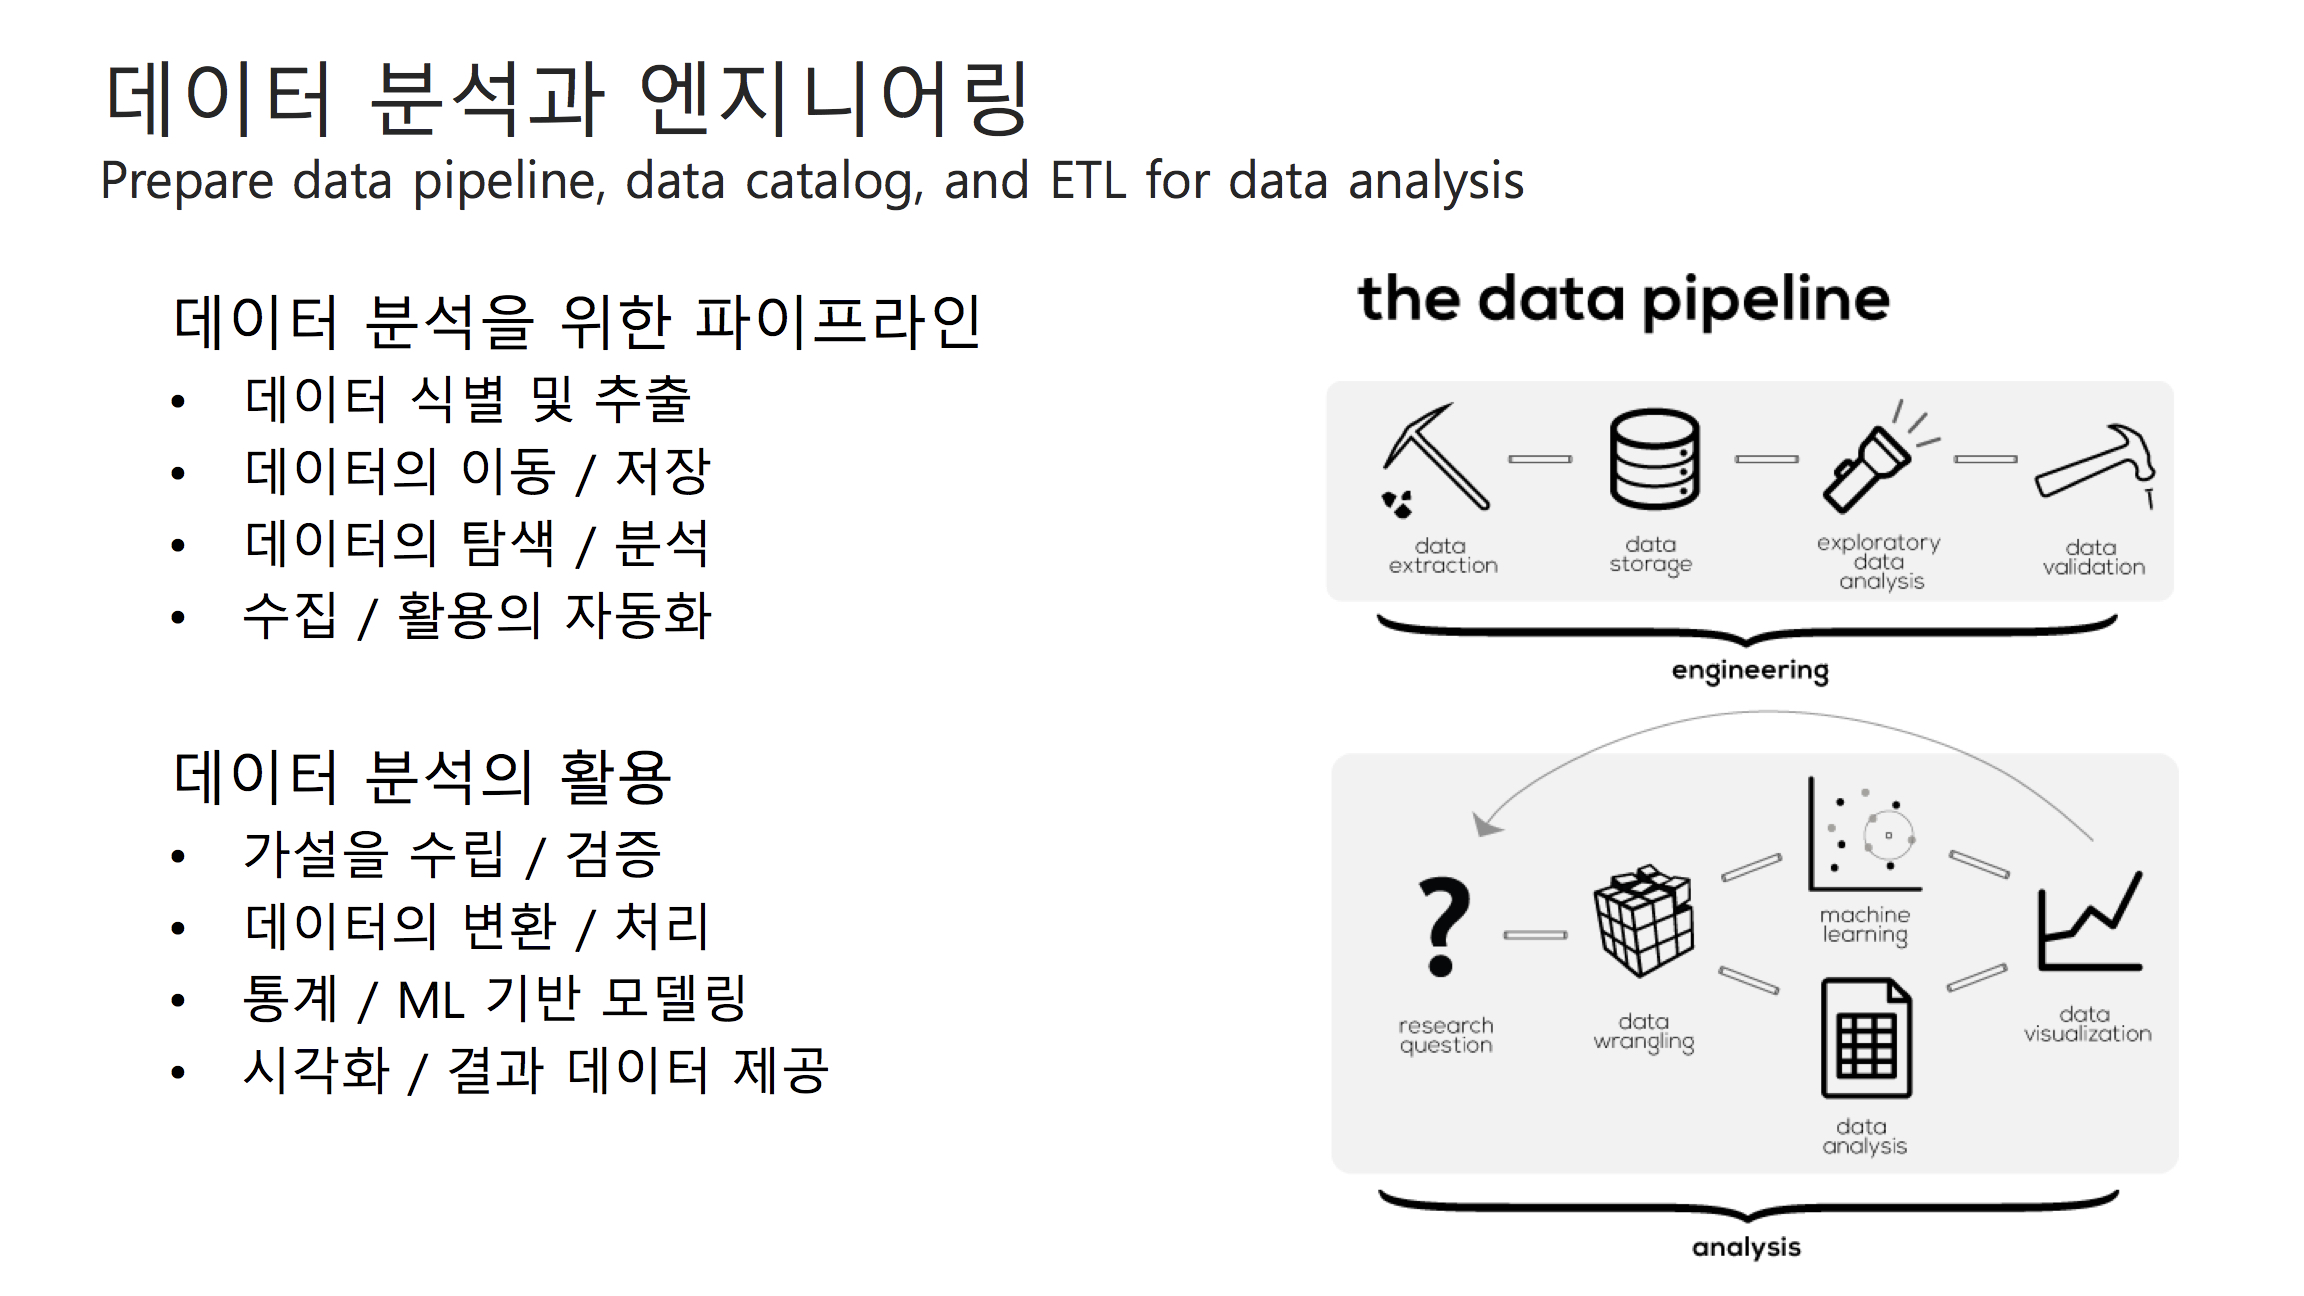 데이터 분석과 엔지니어링
Prepare data pipeline, data catalog, and ETL for data analysis
데이터 분석을 위한 파이프라인
• 데이터 식별 및 추출
• 데이터의 이동 / 저장
• 데이터의 탐색 / 분석
• 수집 / 활용의 자동화
데이터 분석의 활용
• 가설을 수립 / 검증
• 데이터의 변환 / 처리
• 통계 / ML 기반 모델링
• 시각화 / 결과 데이터 제공
the data pipeline
data
extraction
data
storage
exploratory
data
analysis
data
validation
engineering
research
question
data
wrangling
machine
learning
data
analysis
data
visualization
analysis